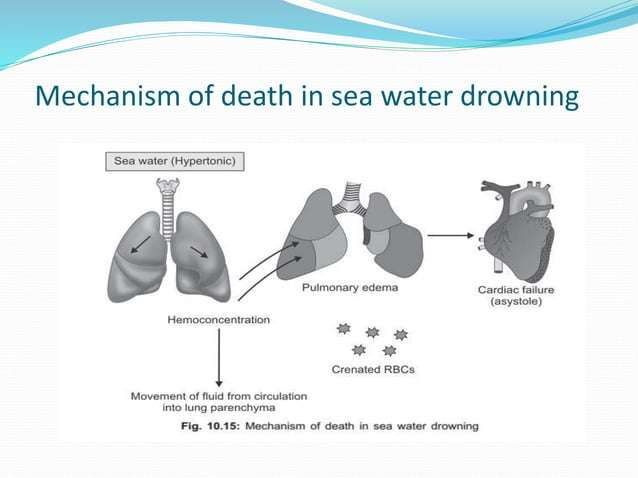 Mechanism of death in sea water drowning
Sea water (Hypertonic)
Pulmonary edema
Cardiac failure
(asystole)
Hemoconcentration
Crenated RBCs
Movement of fluid from circulation
into lung parenchyma
Fig. 10.15: Mechanism of death in sea water drowning